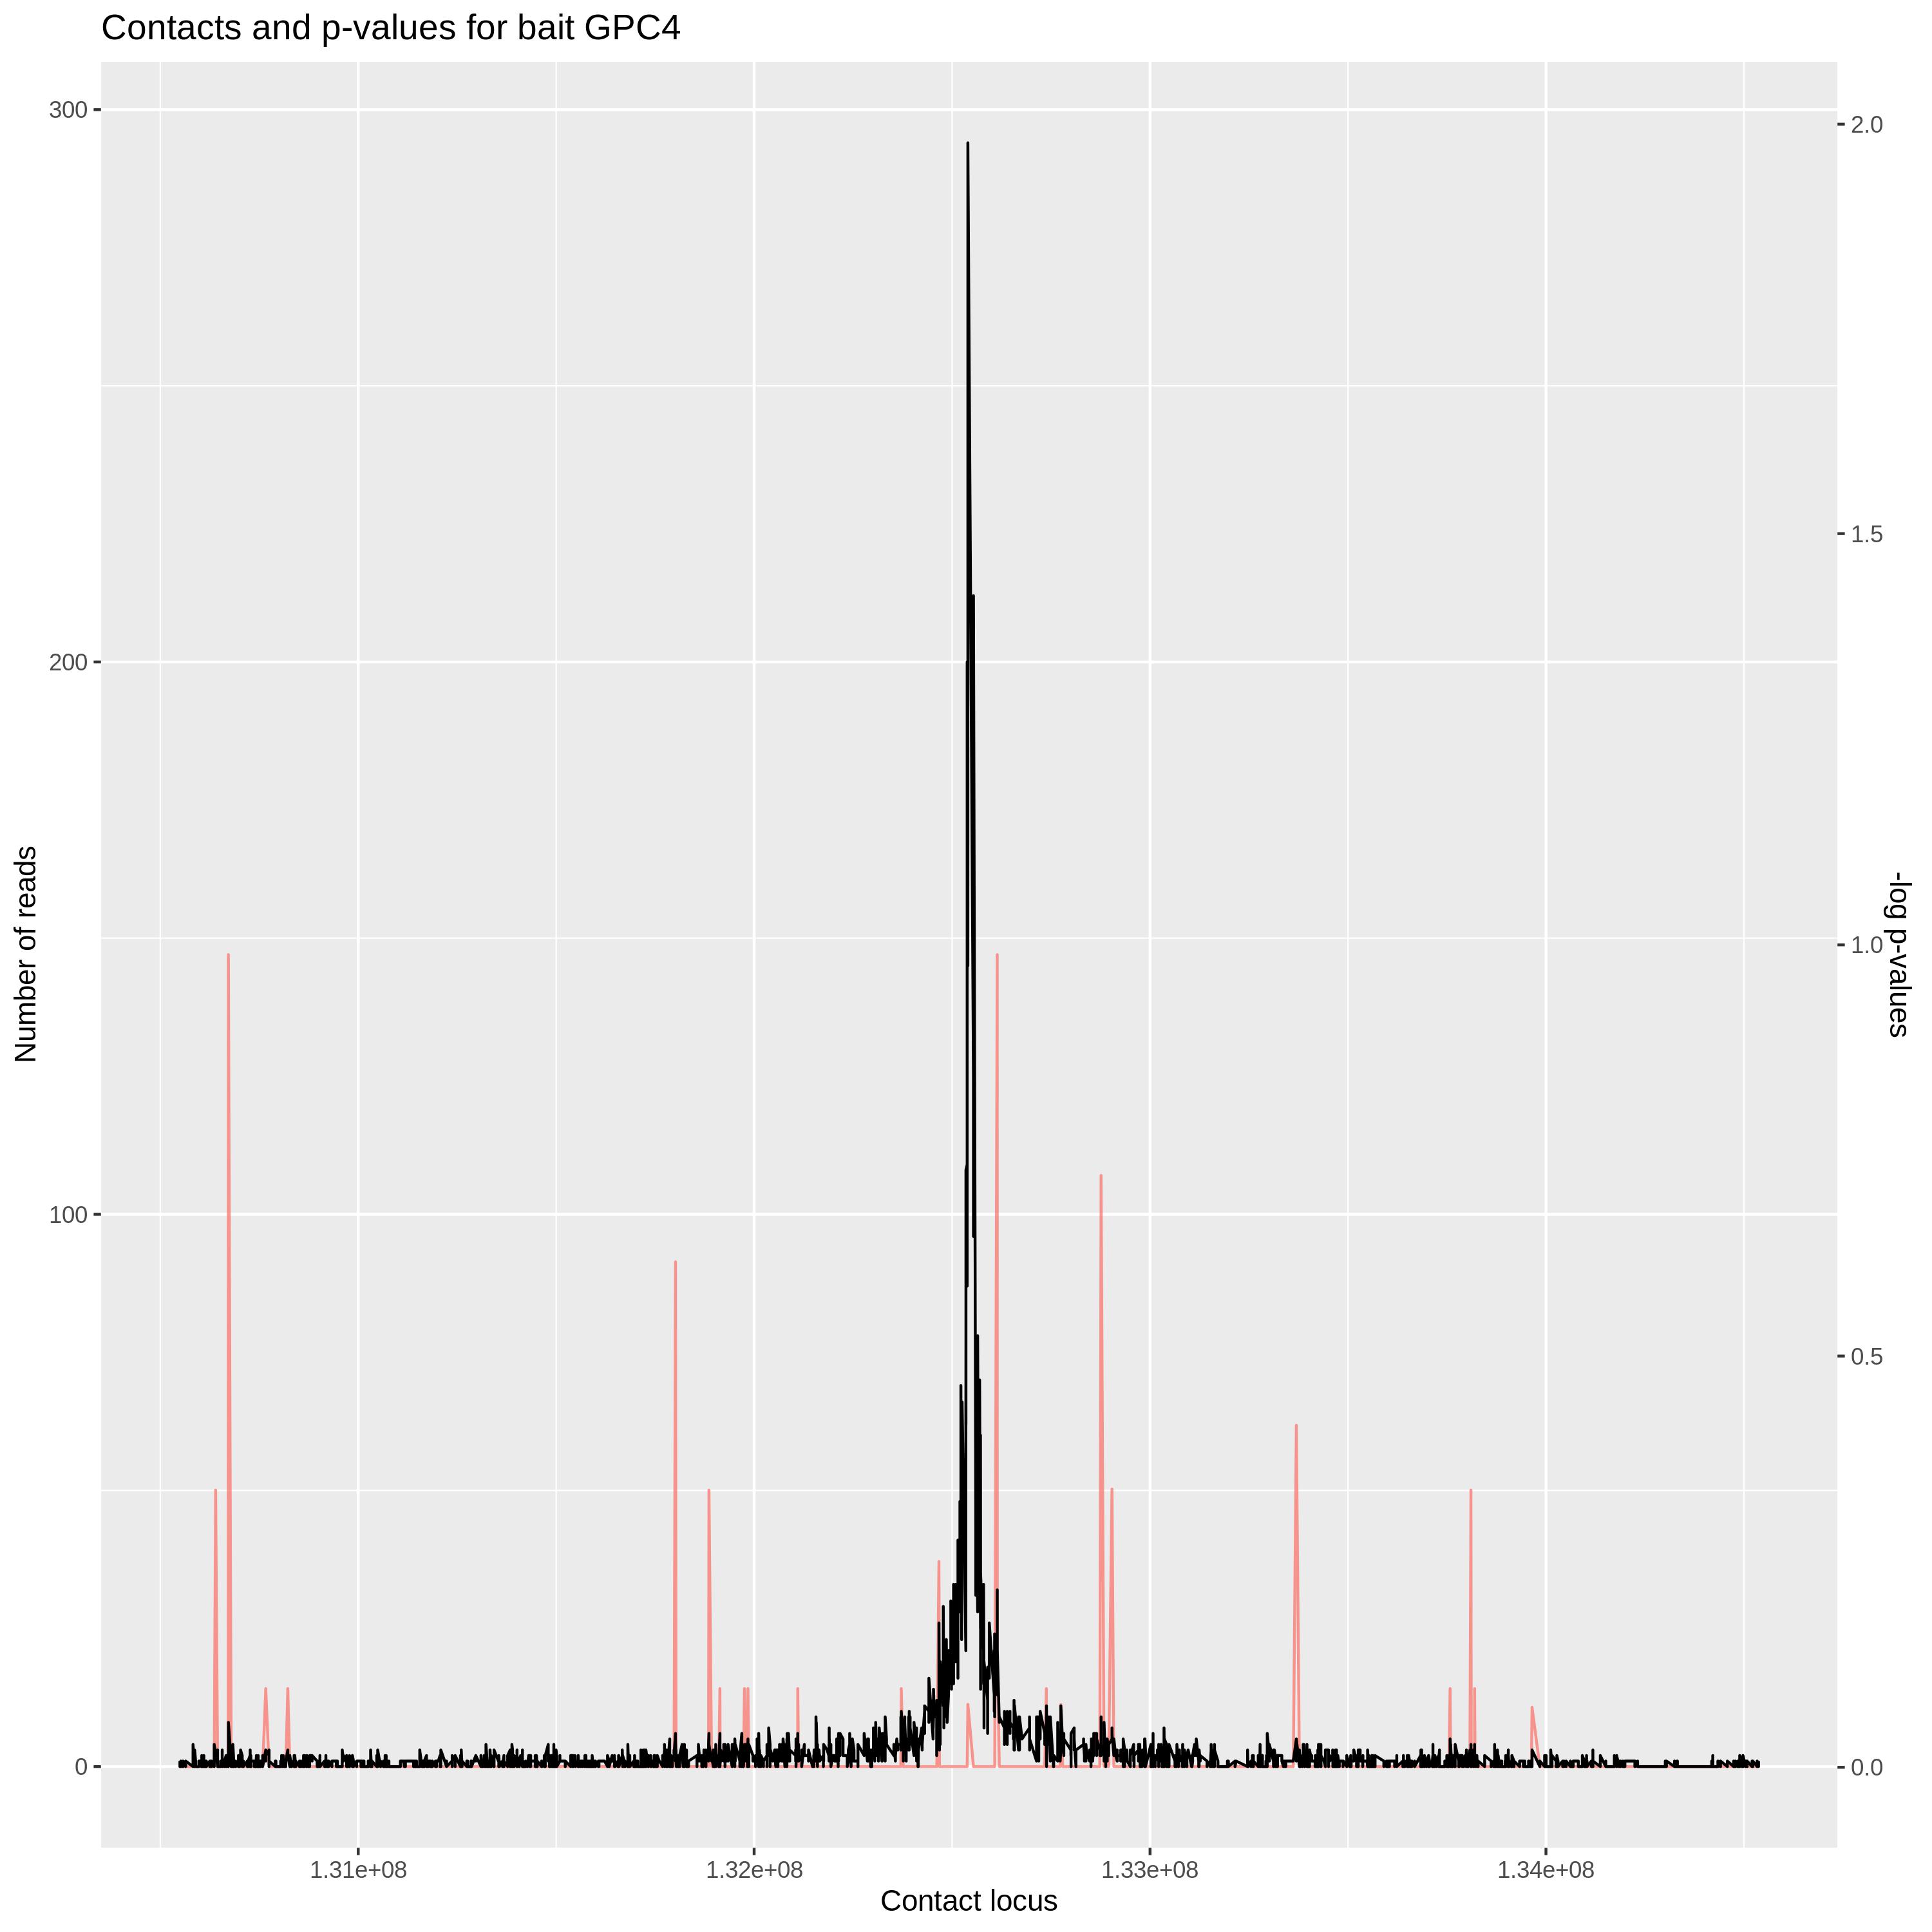 Contacts and p-values for bait GPC4
300
200
100
0
Number of reads
2.0
1.5
1.0
0.5
0.0
-log p-values
1.31e+08
1.32e+08
1.33e+08
1.34e+08
Contact locus